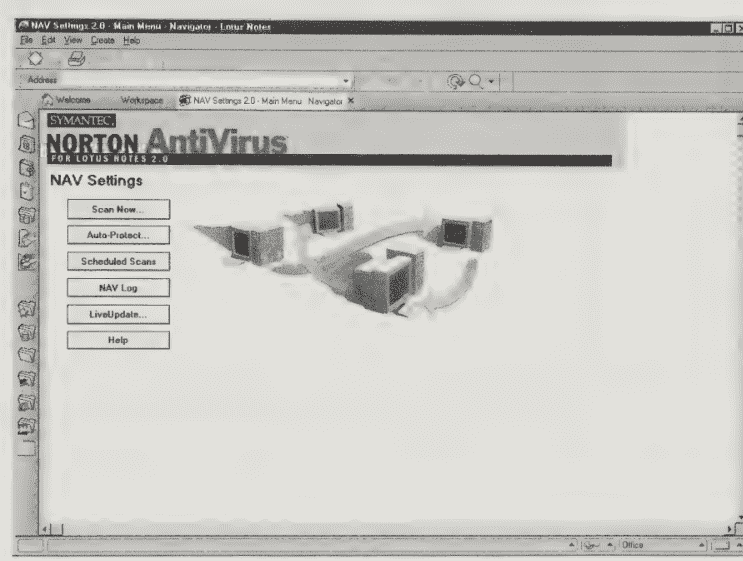 NAV Settings 2.0 - Main Menu - Navigator - Lotus Notes
File Edit View Create Help
Address
Welcome Workspace NAV Settings 2.0 - Main Menu - Navigator
SYMANTEC.
NORTON AntiVirus
FOR LOTUS NOTES 2.0
NAV Settings
Scan Now...
Auto-Protect...
Scheduled Scans
NAV Log
LiveUpdate...
Help
Office